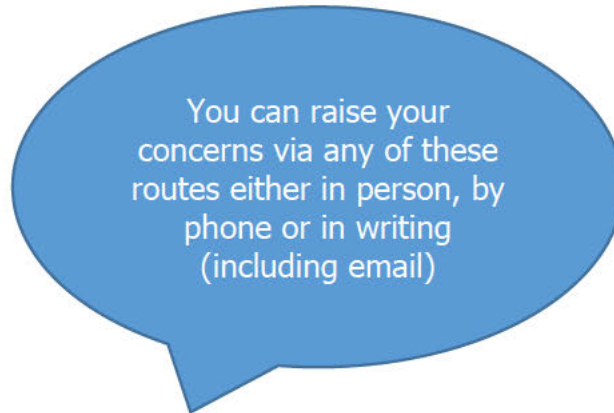 You can raise your
concerns via any of these
routes either in person, by
phone or in writing
(including email)